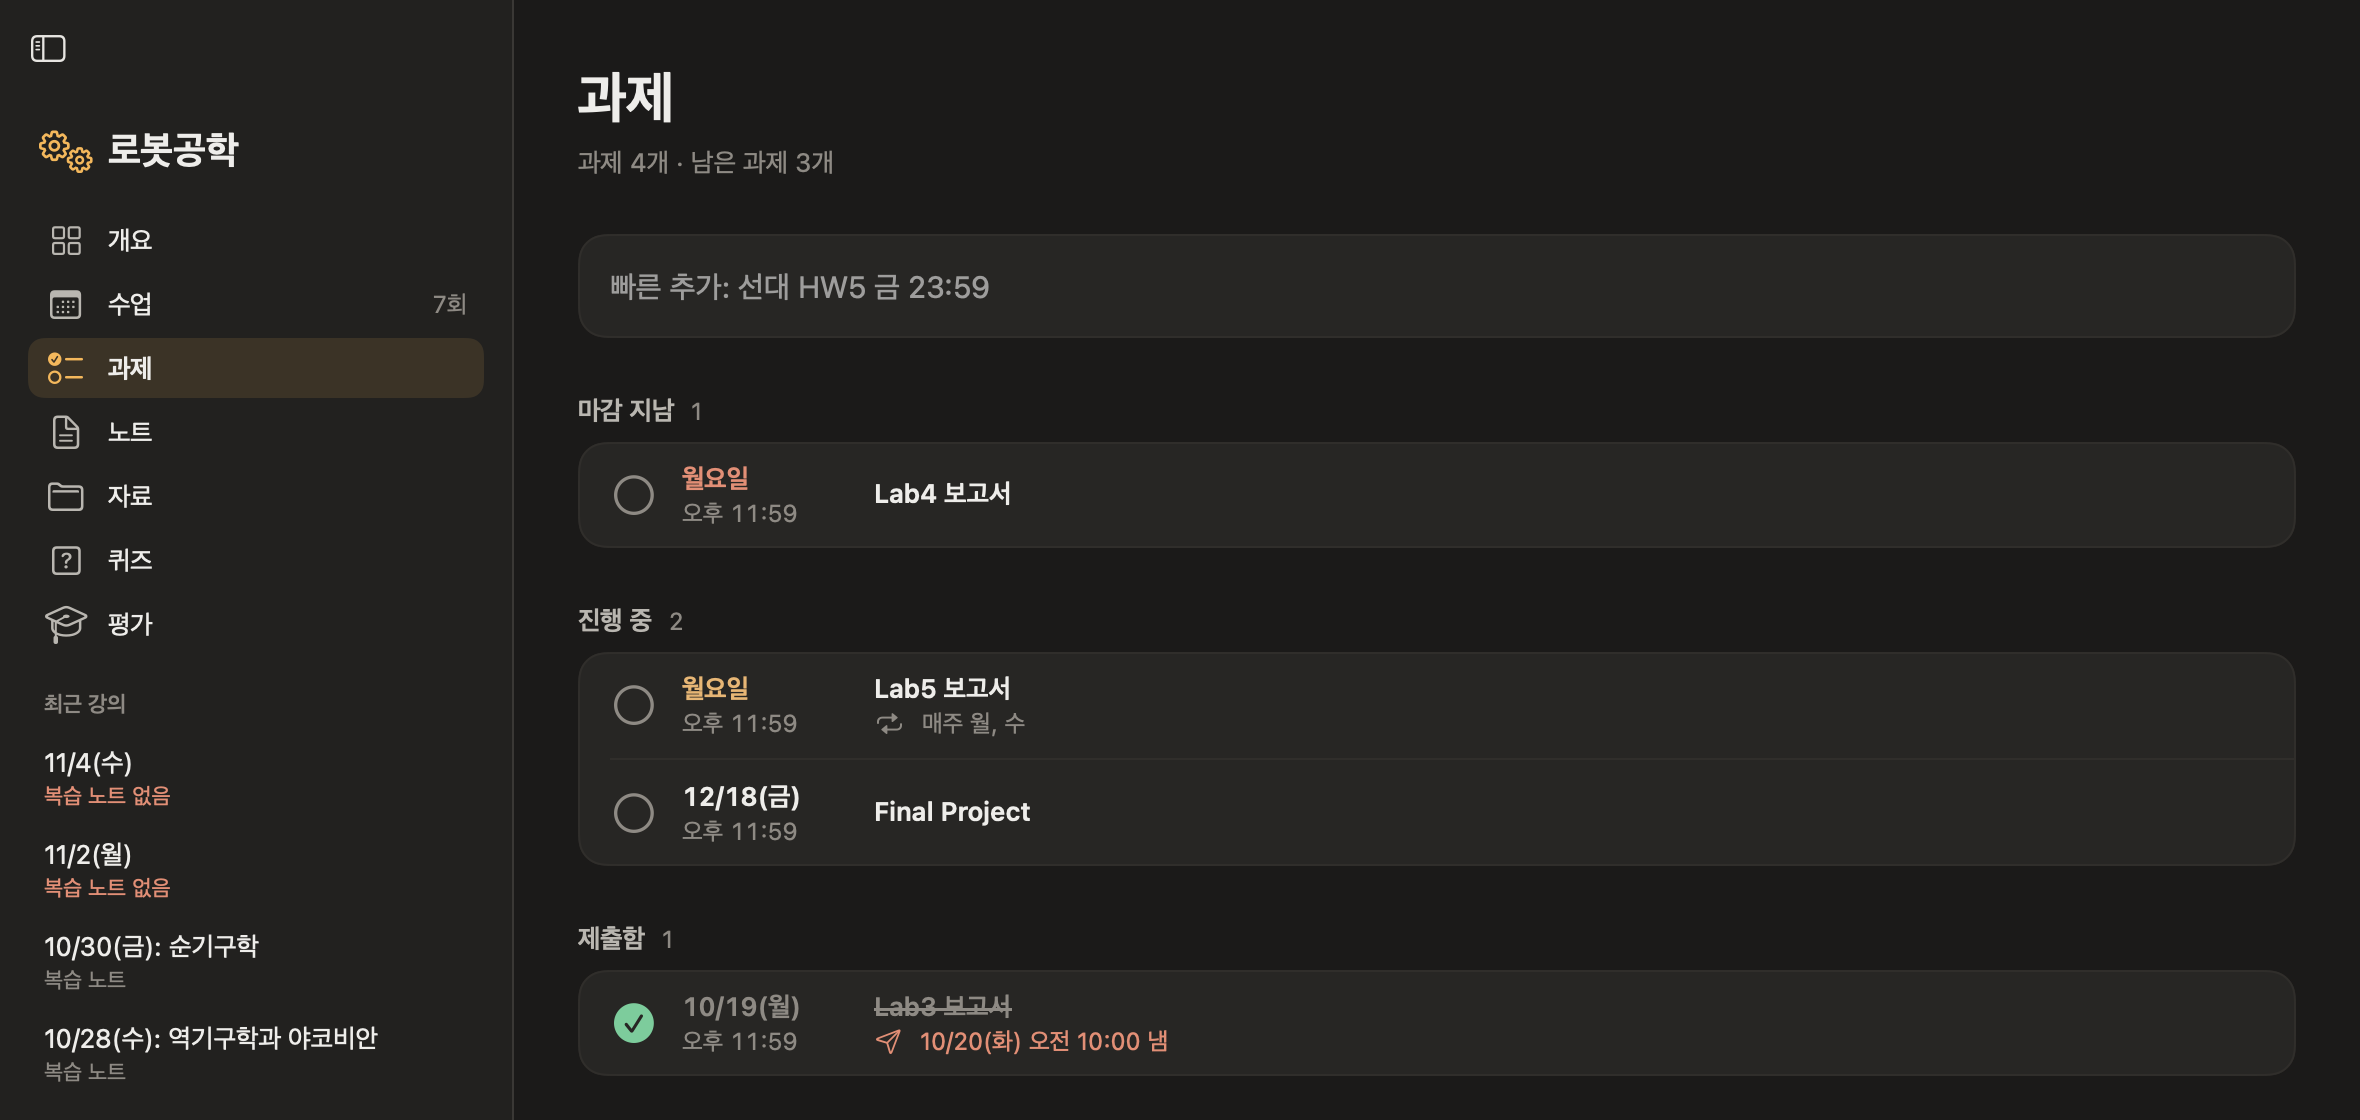 로봇공학
개요
수업 7회
과제
노트
자료
퀴즈
평가
최근 강의
11/4(수)
복습 노트 없음
11/2(월)
복습 노트 없음
10/30(금): 순기구학
복습 노트
10/28(수): 역기구학과 야코비안
복습 노트
과제
과제 4개 · 남은 과제 3개
빠른 추가: 선대 HW5 금 23:59
마감 지남 1
월요일
오후 11:59
Lab4 보고서
진행 중 2
월요일
오후 11:59
Lab5 보고서
매주 월, 수
12/18(금)
오후 11:59
Final Project
제출함 1
10/19(월)
오후 11:59
Lab3 보고서
10/20(화) 오전 10:00 냄